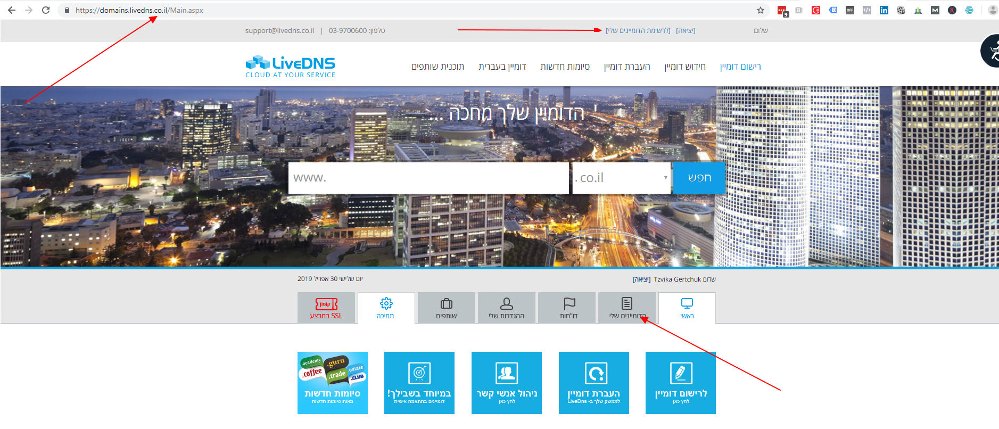 https://domains.livedns.co.il/Main.aspx
9
OFF
שלום
[יציאה] [לרשימת הדומיינים שלי]
טלפון: 03-9700600 | support@livedns.co.il
LiveDNS
CLOUD AT YOUR SERVICE
רישום דומיין
חידוש דומיין
העברת דומיין
סיומות חדשות
דומיין בעברית
תוכנית שותפים
הדומיין שלך מחכה ...
www.
. co.il
חפש
שלום Tzvika Gertchuk [יציאה]
יום שלישי 30 אפריל 2019
ראשי
הדומיינים שלי
דו"חות
ההגדרות שלי
שותפים
תמיכה
קופון
SSL במבצע
לרישום דומיין
לחץ כאן
העברת דומיין
לממשק שלך ב- LiveDns
ניהול אנשי קשר
לחץ כאן
במיוחד בשבילך!
דומיינים בהתאמה אישית
.academy
.guru
.coffee
.trade
.estate
.CLUB
סיומות חדשות
מאות סיומות חדשות